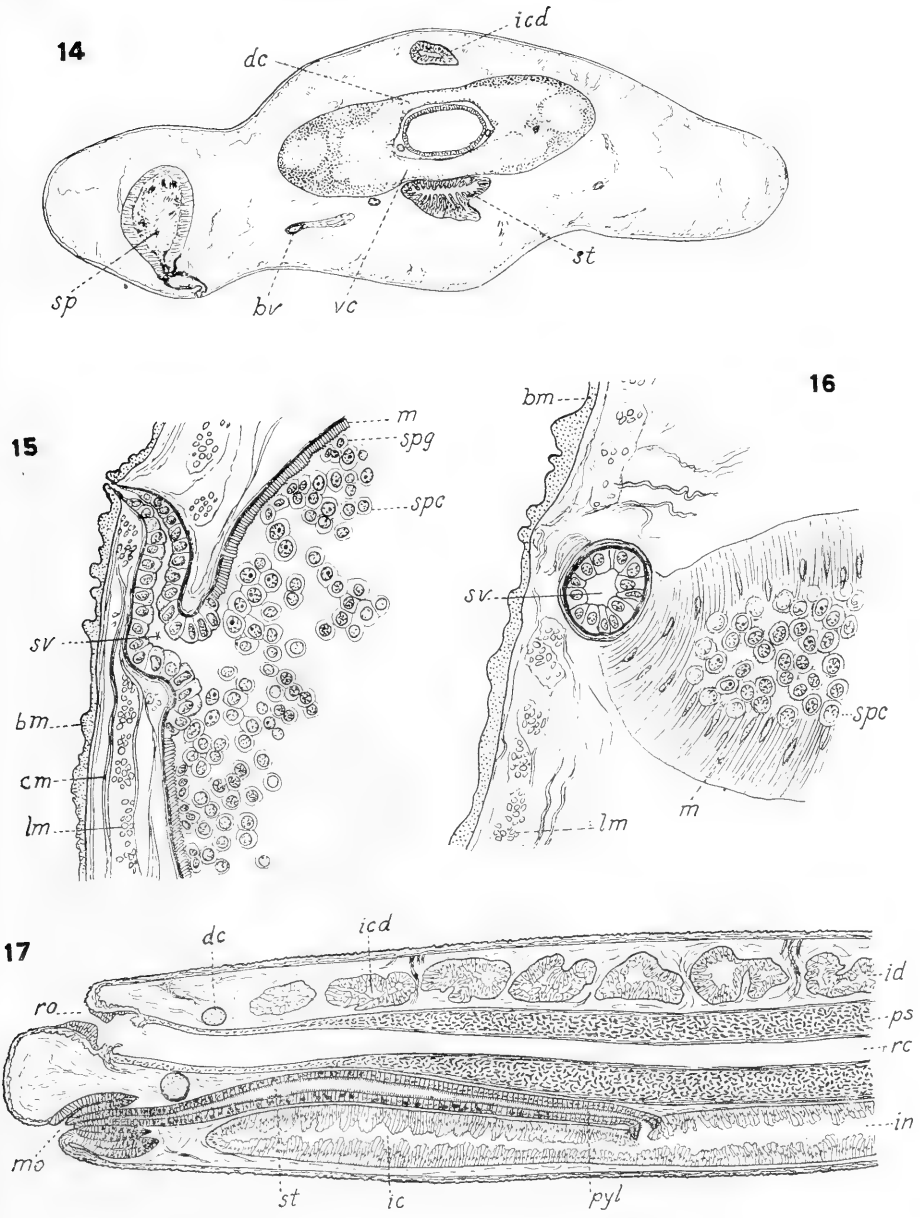 14
icd
dc
sp
bv
vc
st
15
m
spg
spc
sv
bm
cm
lm
16
bm
sv
spc
m
lm
17
dc
icd
ro
id
ps
rc
in
mo
st
ic
pyl